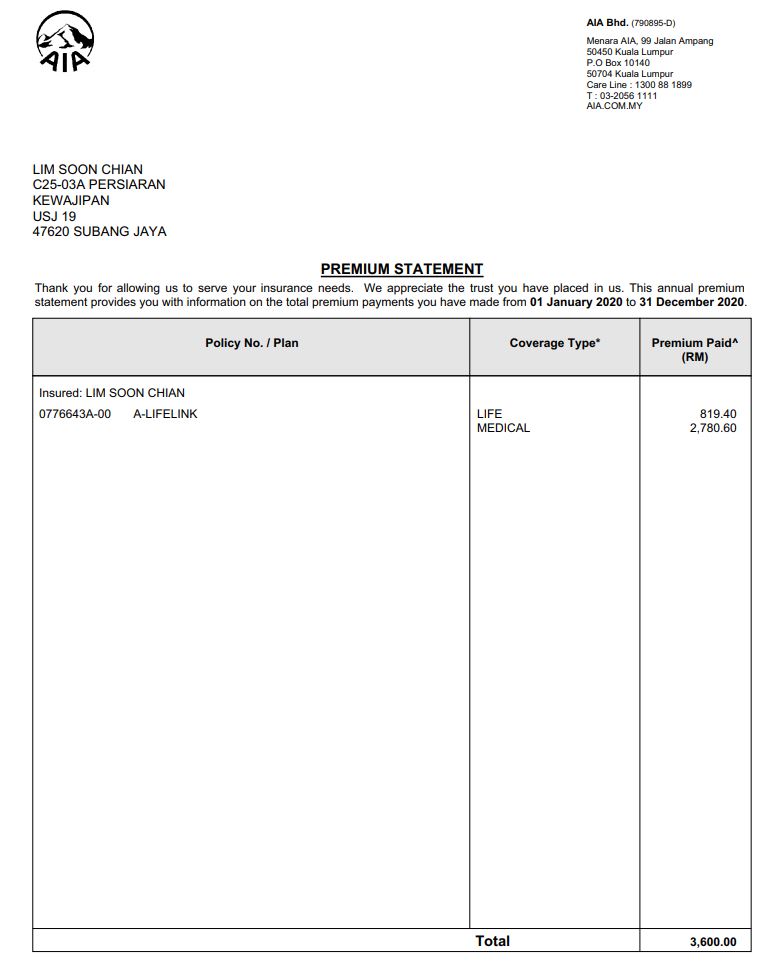 AIA
AIA Bhd. (790895-D)
Menara AIA, 99 Jalan Ampang
50450 Kuala Lumpur
P.O Box 10140
50704 Kuala Lumpur
Care Line : 1300 88 1899
T : 03-2056 1111
AIA.COM.MY
LIM SOON CHIAN
C25-03A PERSIARAN
KEWAJIPAN
USJ 19
47620 SUBANG JAYA
PREMIUM STATEMENT
Thank you for allowing us to serve your insurance needs. We appreciate the trust you have placed in us. This annual premium
statement provides you with information on the total premium payments you have made from 01 January 2020 to 31 December 2020.
Policy No. / Plan Coverage Type* Premium Paid^
(RM)
Insured: LIM SOON CHIAN
0776643A-00 A-LIFELINK LIFE 819.40
MEDICAL 2,780.60
Total 3,600.00